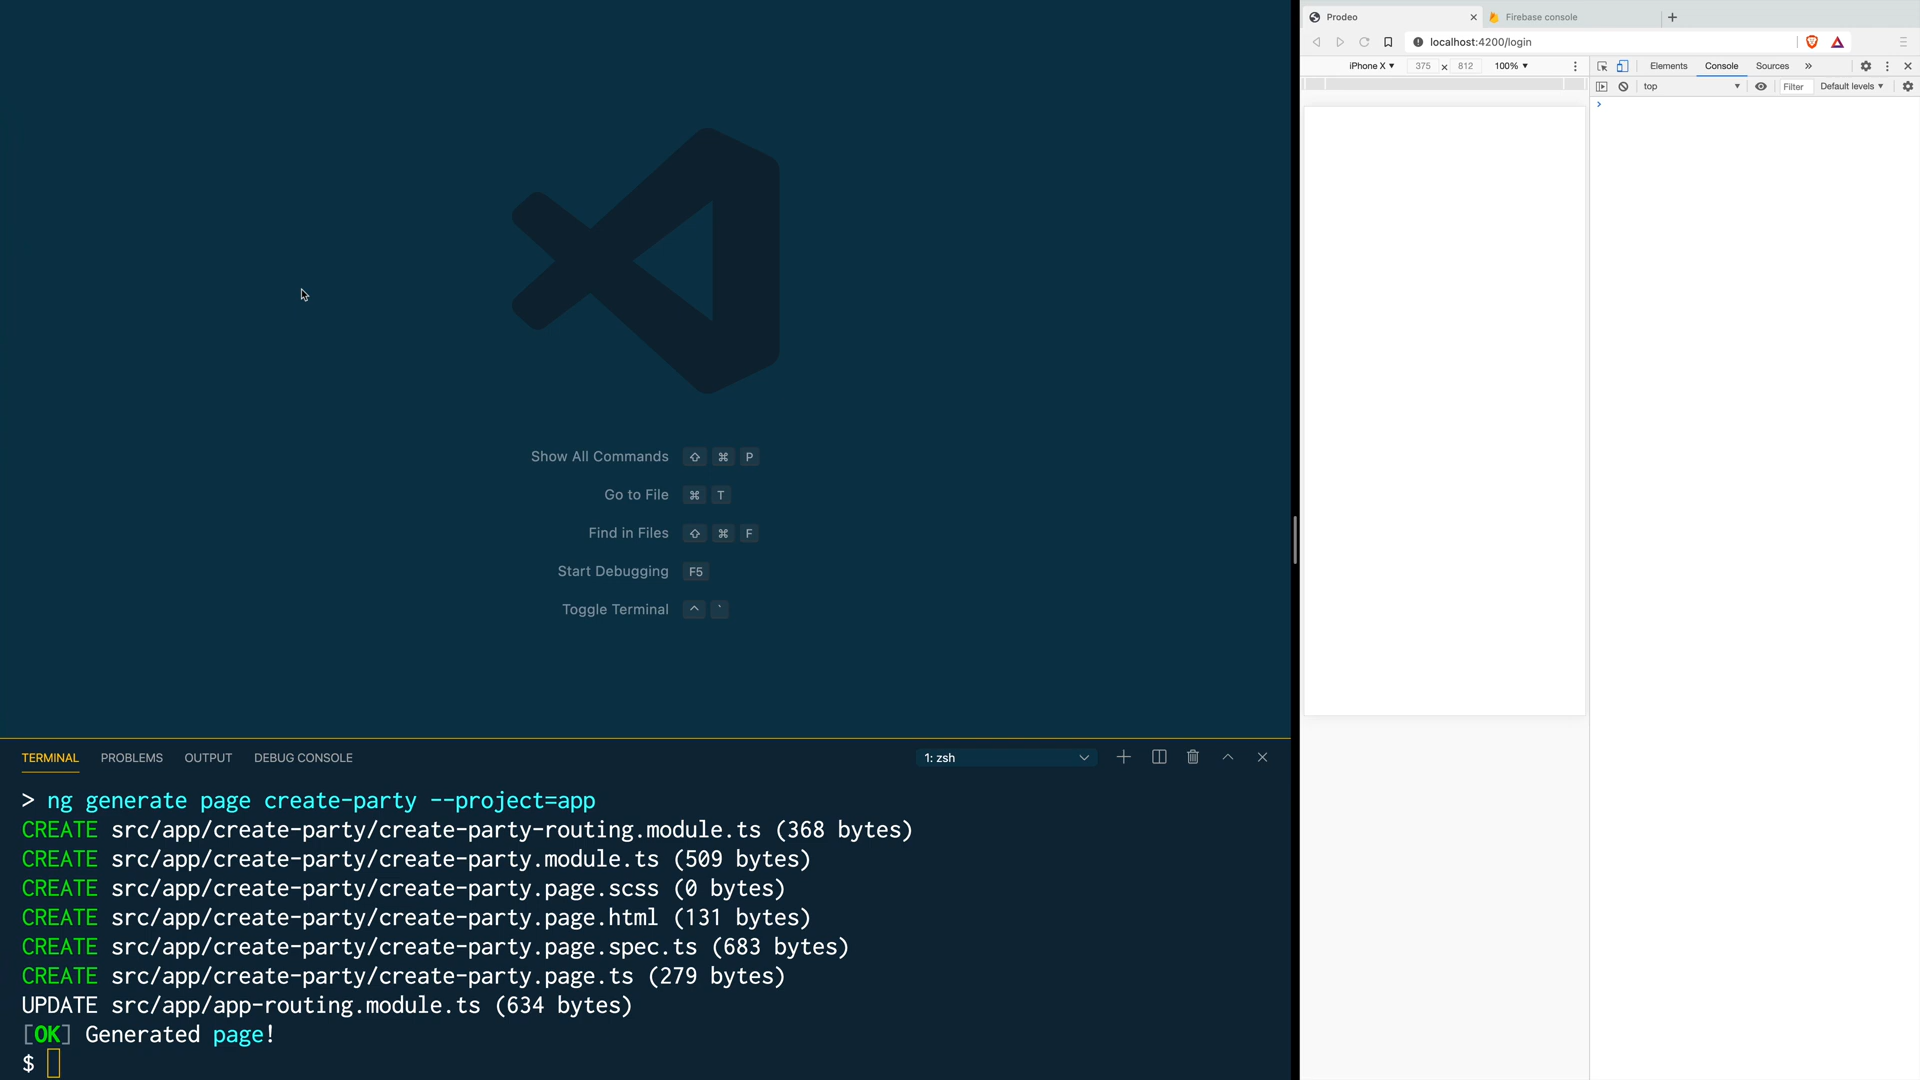 Show All Commands ⇧ ⌘ P
Go to File ⌘ T
Find in Files ⇧ ⌘ F
Start Debugging F5
Toggle Terminal ^ `
TERMINAL PROBLEMS OUTPUT DEBUG CONSOLE 1: zsh
> ng generate page create-party --project=app
CREATE src/app/create-party/create-party-routing.module.ts (368 bytes)
CREATE src/app/create-party/create-party.module.ts (509 bytes)
CREATE src/app/create-party/create-party.page.scss (0 bytes)
CREATE src/app/create-party/create-party.page.html (131 bytes)
CREATE src/app/create-party/create-party.page.spec.ts (683 bytes)
CREATE src/app/create-party/create-party.page.ts (279 bytes)
UPDATE src/app/app-routing.module.ts (634 bytes)
[OK] Generated page!
$
Prodeo Firebase console
localhost:4200/login
iPhone X 375 x 812 100% Elements Console Sources »
top Filter Default levels